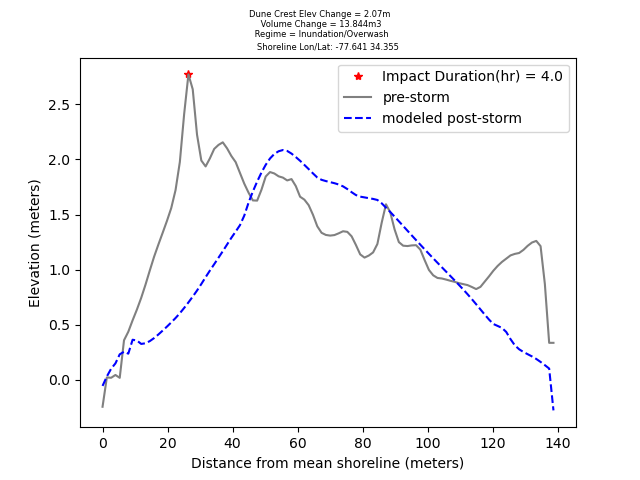 Dune Crest Elev Change = 2.07m
Volume Change = 13.844m3
Regime = Inundation/Overwash
Shoreline Lon/Lat: -77.641 34.355
Impact Duration(hr) = 4.0
pre-storm
modeled post-storm
Elevation (meters)
2.5
2.0
1.5
1.0
0.5
0.0
0 20 40 60 80 100 120 140
Distance from mean shoreline (meters)